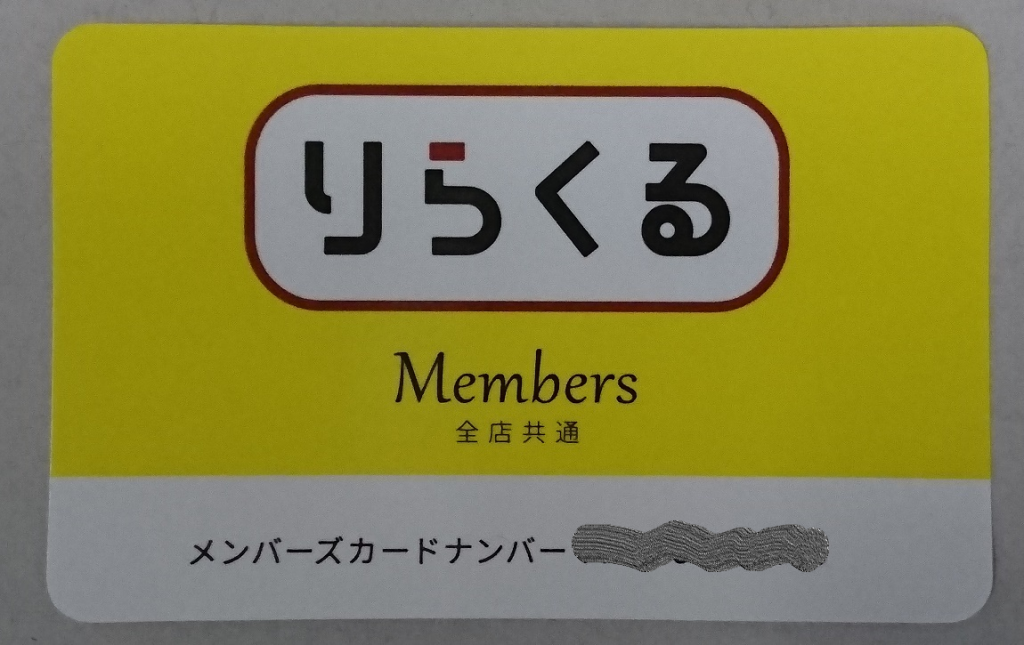 りらくる
Members
全店共通
メンバーズカードナンバー